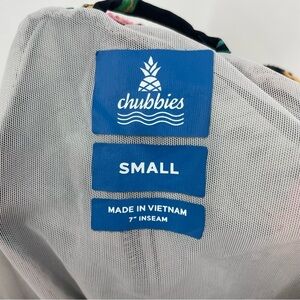 chubbies
SMALL
MADE IN VIETNAM
7" INSEAM